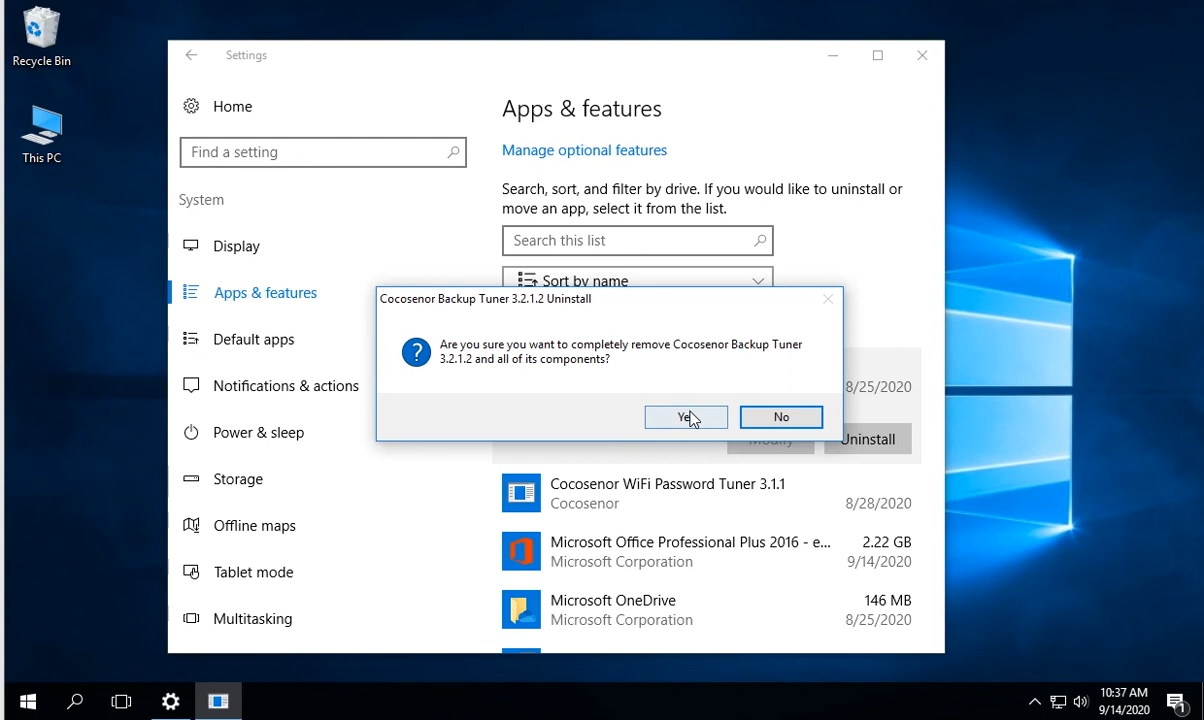 Recycle Bin
This PC
Settings
Home
Find a setting
System
Display
Apps & features
Default apps
Notifications & actions
Power & sleep
Storage
Offline maps
Tablet mode
Multitasking
Apps & features
Manage optional features
Search, sort, and filter by drive. If you would like to uninstall or
move an app, select it from the list.
Search this list
Sort by name
Cocosenor Backup Tuner 3.2.1.2 Uninstall
Are you sure you want to completely remove Cocosenor Backup Tuner
3.2.1.2 and all of its components?
No
8/25/2020
Modify
Uninstall
Cocosenor WiFi Password Tuner 3.1.1
Cocosenor
8/28/2020
Microsoft Office Professional Plus 2016 - e...
2.22 GB
Microsoft Corporation
9/14/2020
Microsoft OneDrive
146 MB
Microsoft Corporation
8/25/2020
10:37 AM
9/14/2020
1